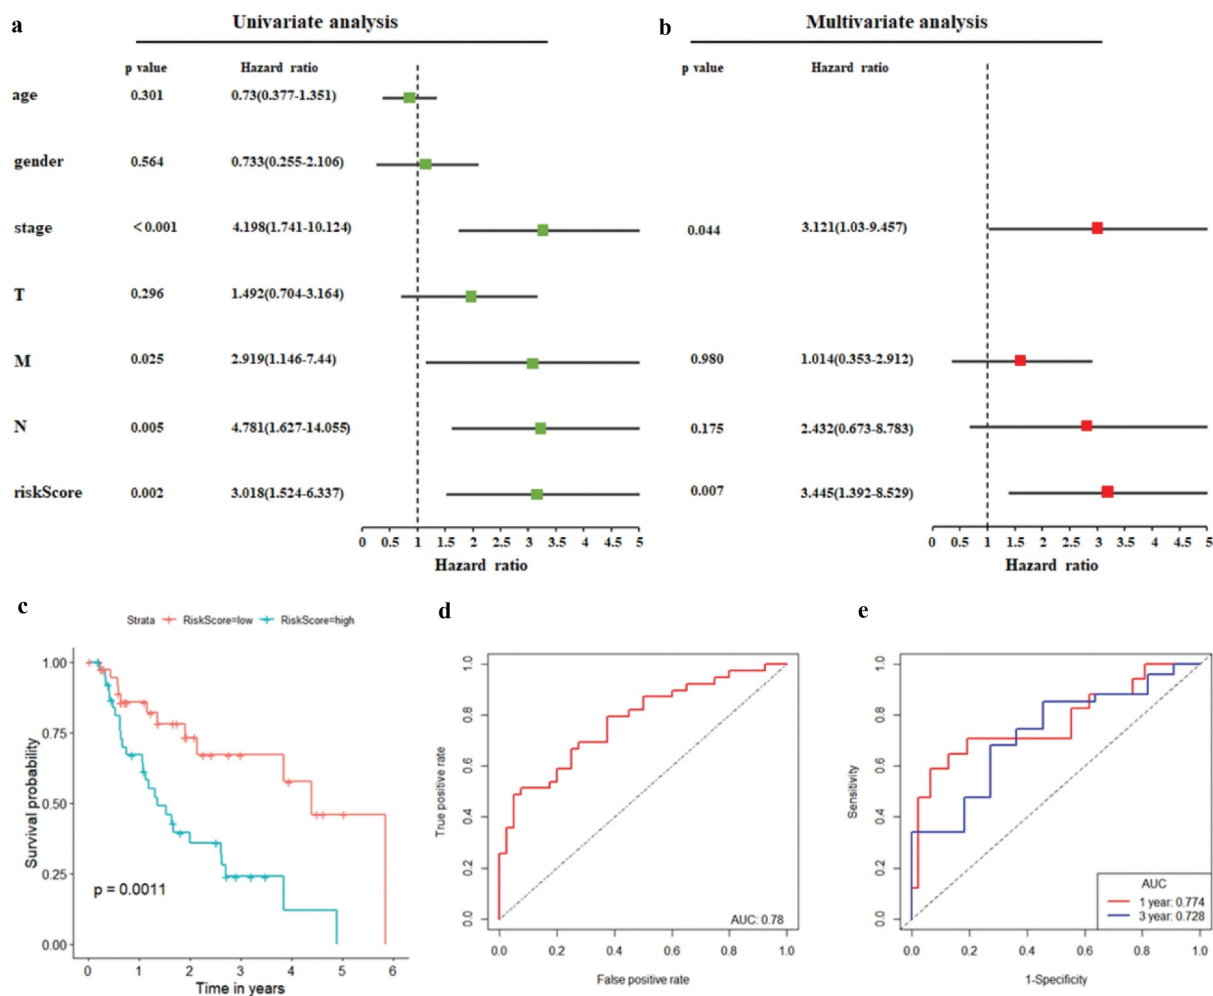 a Univariate analysis
p value Hazard ratio
age 0.301 0.73(0.377-1.351)
gender 0.564 0.733(0.255-2.106)
stage <0.001 4.198(1.741-10.124)
T 0.296 1.492(0.704-3.164)
M 0.025 2.919(1.146-7.44)
N 0.005 4.781(1.627-14.055)
riskScore 0.002 3.018(1.524-6.337)
0 0.5 1 1.5 2 2.5 3 3.5 4 4.5 5
Hazard ratio
b Multivariate analysis
p value Hazard ratio
0.044 3.121(1.03-9.457)
0.980 1.014(0.353-2.912)
0.175 2.432(0.673-8.783)
0.007 3.445(1.392-8.529)
0 0.5 1 1.5 2 2.5 3 3.5 4 4.5 5
Hazard ratio
c
Strata RiskScore=low RiskScore=high
Survival probability
1.00
0.75
0.50
0.25
0.00
p = 0.0011
0 1 2 3 4 5 6
Time in years
d
True positive rate
1.0
0.8
0.6
0.4
0.2
0.0
AUC: 0.78
0.0 0.2 0.4 0.6 0.8 1.0
False positive rate
e
Sensitivity
1.0
0.8
0.6
0.4
0.2
0.0
AUC
1 year: 0.774
3 year: 0.728
0.0 0.2 0.4 0.6 0.8 1.0
1-Specificity